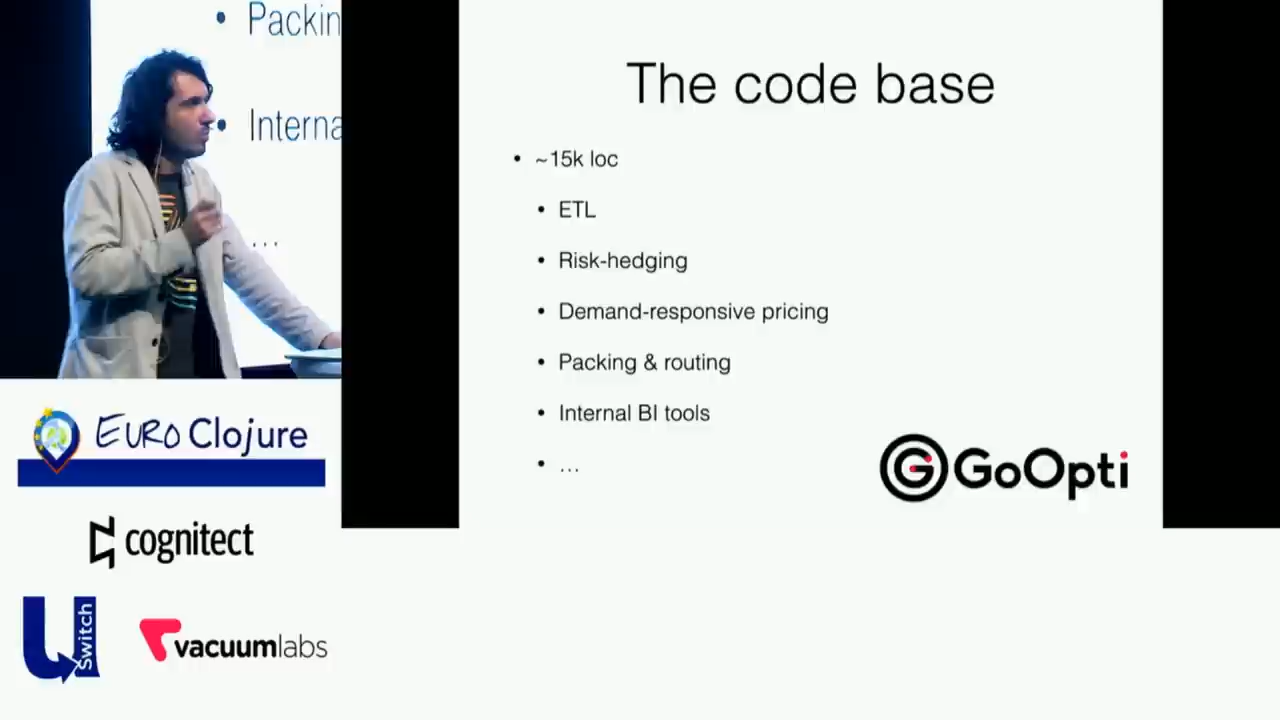 • Packin
• Interna
...
The code base
• ~15k loc
• ETL
• Risk-hedging
• Demand-responsive pricing
• Packing & routing
• Internal BI tools
• ...
GoOpti
EURO Clojure
cognitect
uSwitch
vacuumlabs